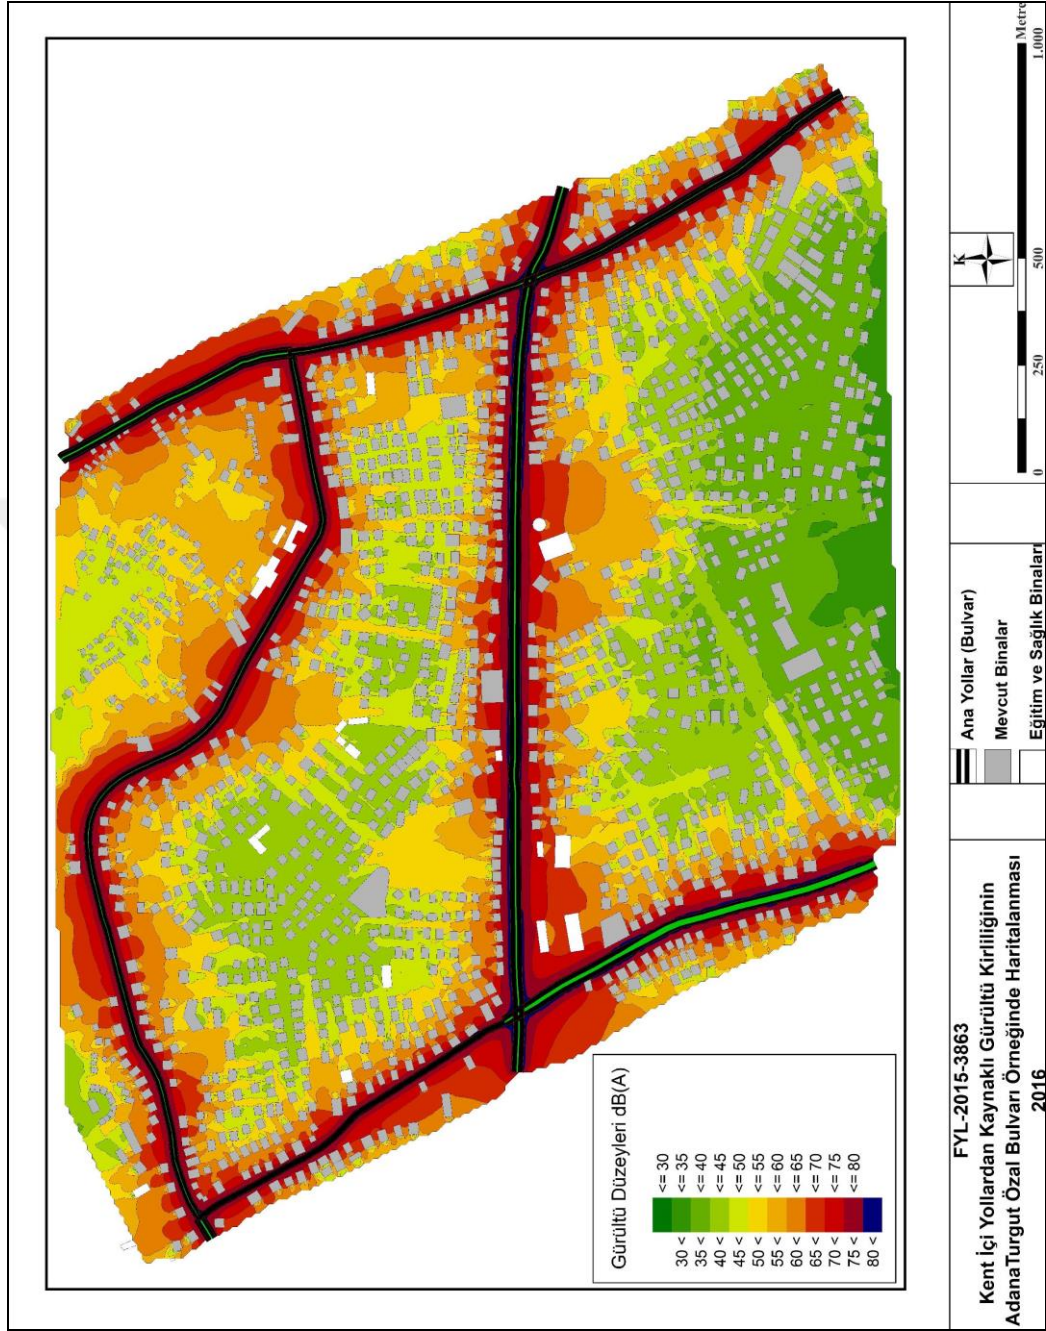 Gürültü Düzeyleri dB(A)
<= 30
30 < <= 35
35 < <= 40
40 < <= 45
45 < <= 50
50 < <= 55
55 < <= 60
60 < <= 65
65 < <= 70
70 < <= 75
75 < <= 80
80 <
FYL-2015-3863
Kent İçi Yollardan Kaynaklı Gürültü Kirliliğinin
AdanaTurgut Özal Bulvarı Örneğinde Haritalanması
2016
Ana Yollar (Bulvar)
Mevcut Binalar
Eğitim ve Sağlık Binaları
K
Metre
0 250 500 1.000